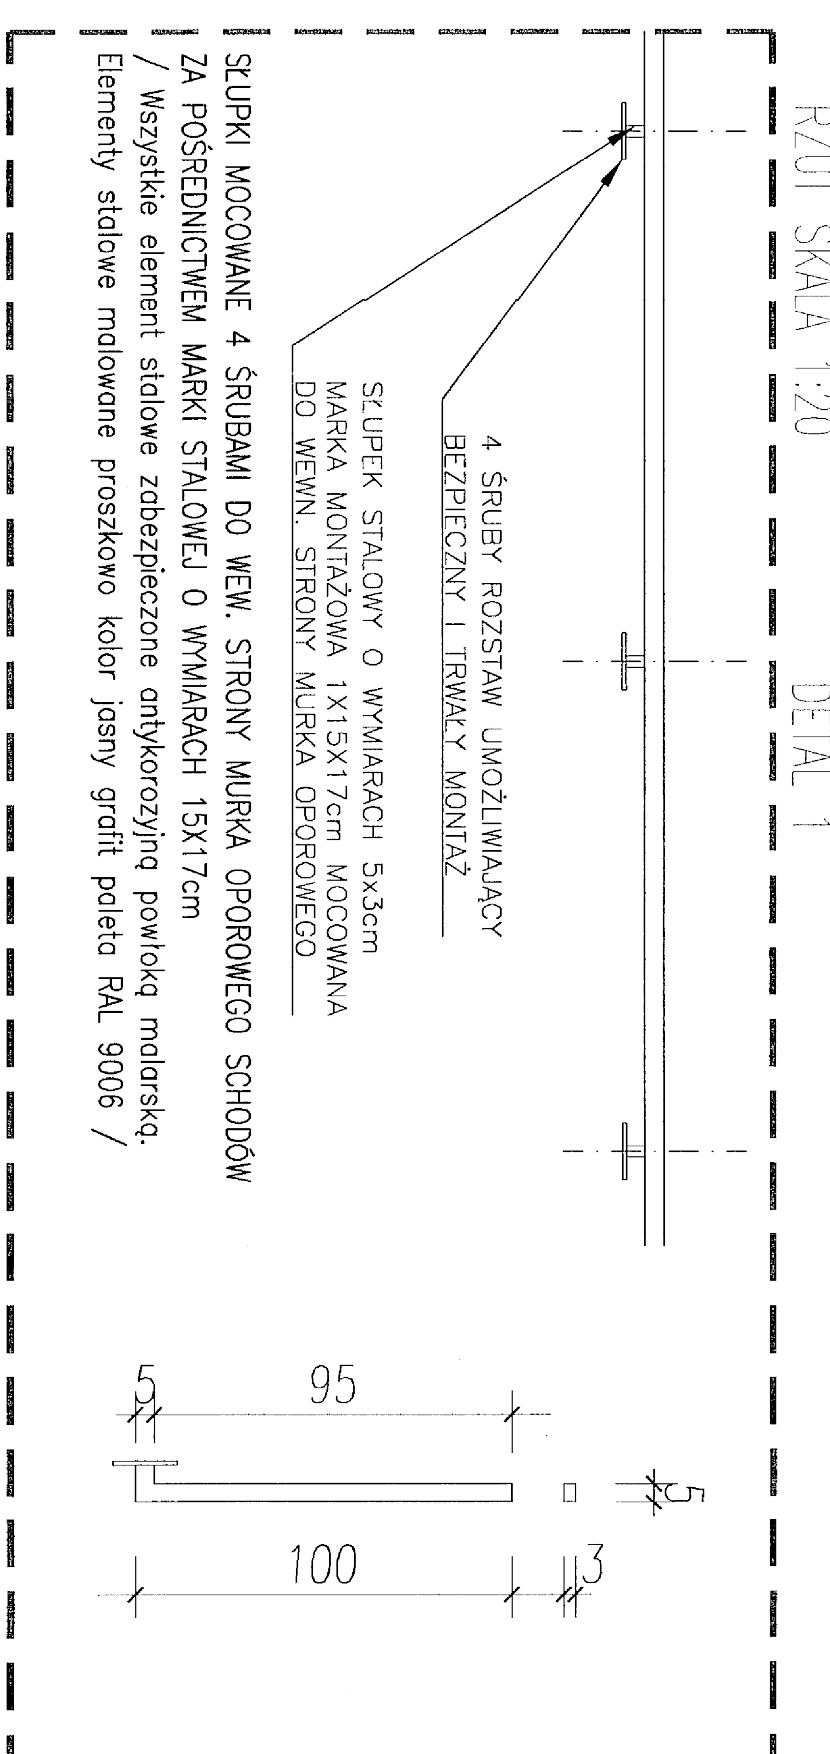 RZUT SKALA 1:20
DETAL 1
4 ŚRUBY ROZSTAW UMOŻLIWIAJĄCY
BEZPIECZNY I TRWAŁY MONTAŻ
SŁUPEK STALOWY O WYMIARACH 5x3cm
MARKA MONTAŻOWA 1X15X17cm MOCOWANA
DO WEWN. STRONY MURKA OPOROWEGO
SŁUPKI MOCOWANE 4 ŚRUBAMI DO WEW. STRONY MURKA OPOROWEGO SCHODÓW
ZA POŚREDNICTWEM MARKI STALOWEJ O WYMIARACH 15X17cm
/ Wszystkie element stalowe zabezpieczone antykorozyjną powłoką malarską.
Elementy stalowe malowane proszkowo kolor jasny grafit paleta RAL 9006 /
5
95
5
100
3